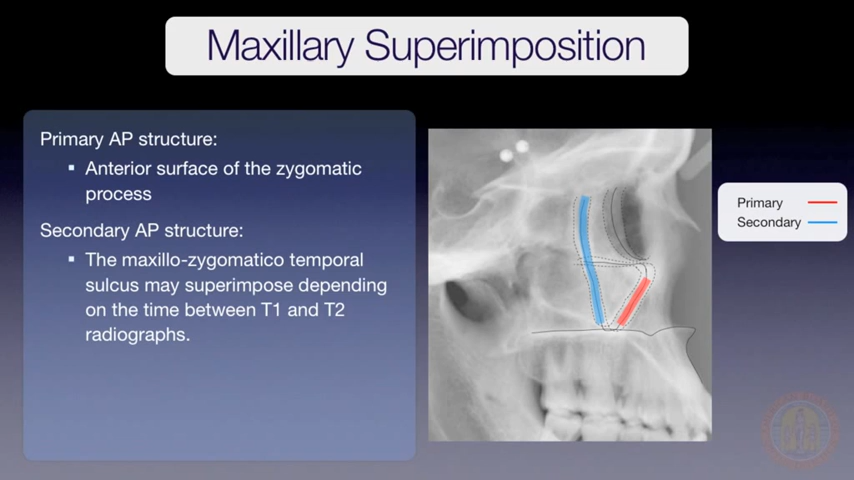 Maxillary Superimposition
Primary AP structure:
▪ Anterior surface of the zygomatic
process
Secondary AP structure:
▪ The maxillo-zygomatico temporal
sulcus may superimpose depending
on the time between T1 and T2
radiographs.
Primary
Secondary